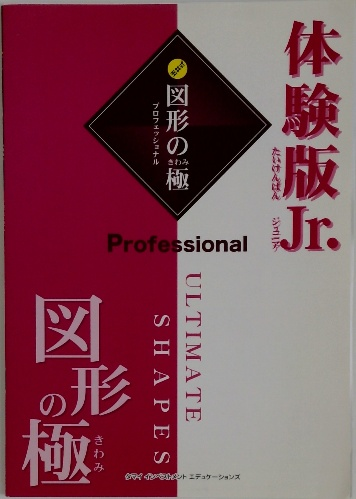 体験版Jr.
たいけんばん ジュニア
図形の極
きわみ
プロフェッショナル
Professional
ULTIMATE
SHAPES
図形の極
きわみ
タマイ インベストメント エデュケーションズ